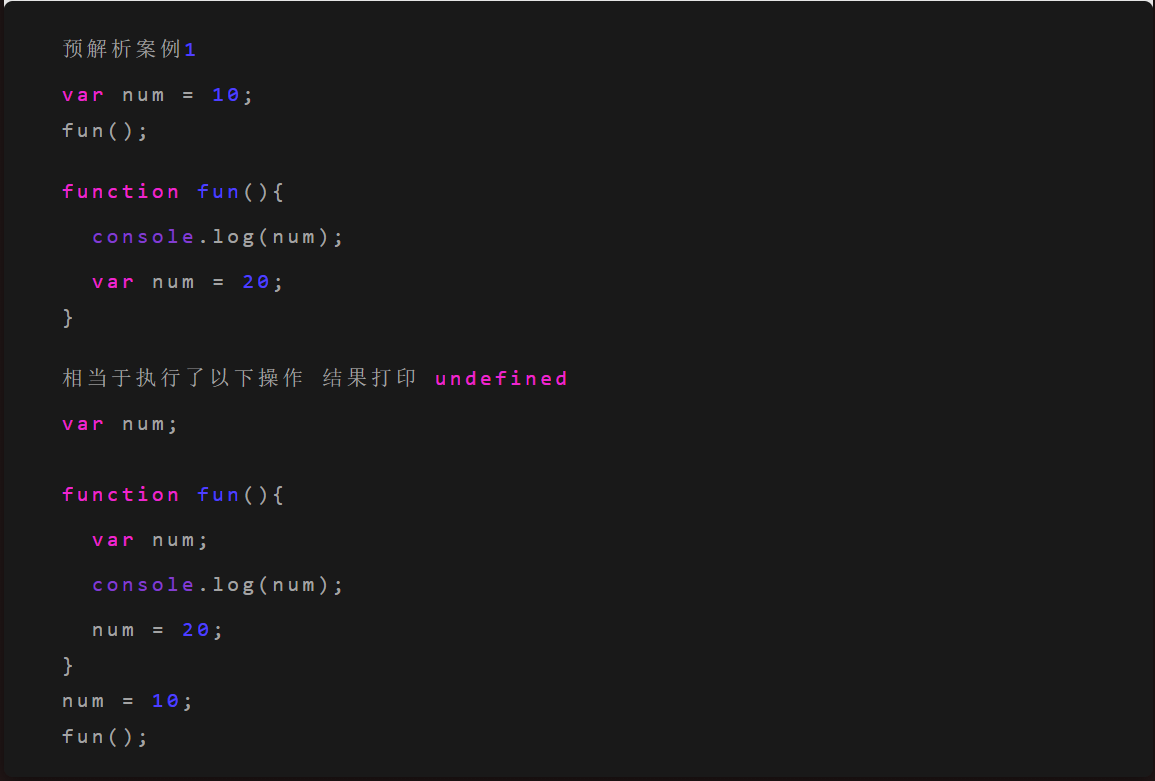 预解析案例1
var num = 10;
fun();
function fun(){
console.log(num);
var num = 20;
}
相当于执行了以下操作 结果打印 undefined
var num;
function fun(){
var num;
console.log(num);
num = 20;
}
num = 10;
fun();